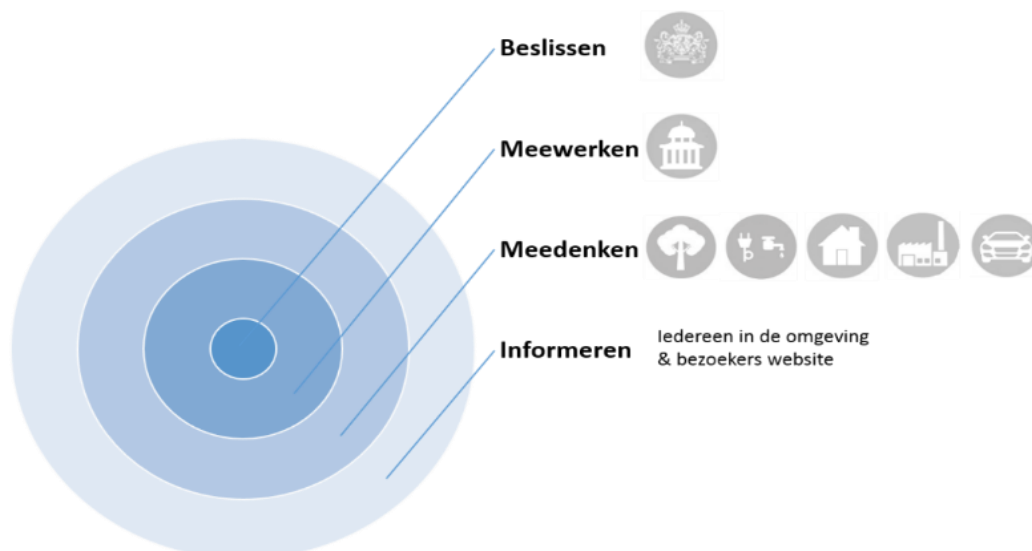 Beslissen
Meewerken
Meedenken
Informeren
Iedereen in de omgeving
& bezoekers website